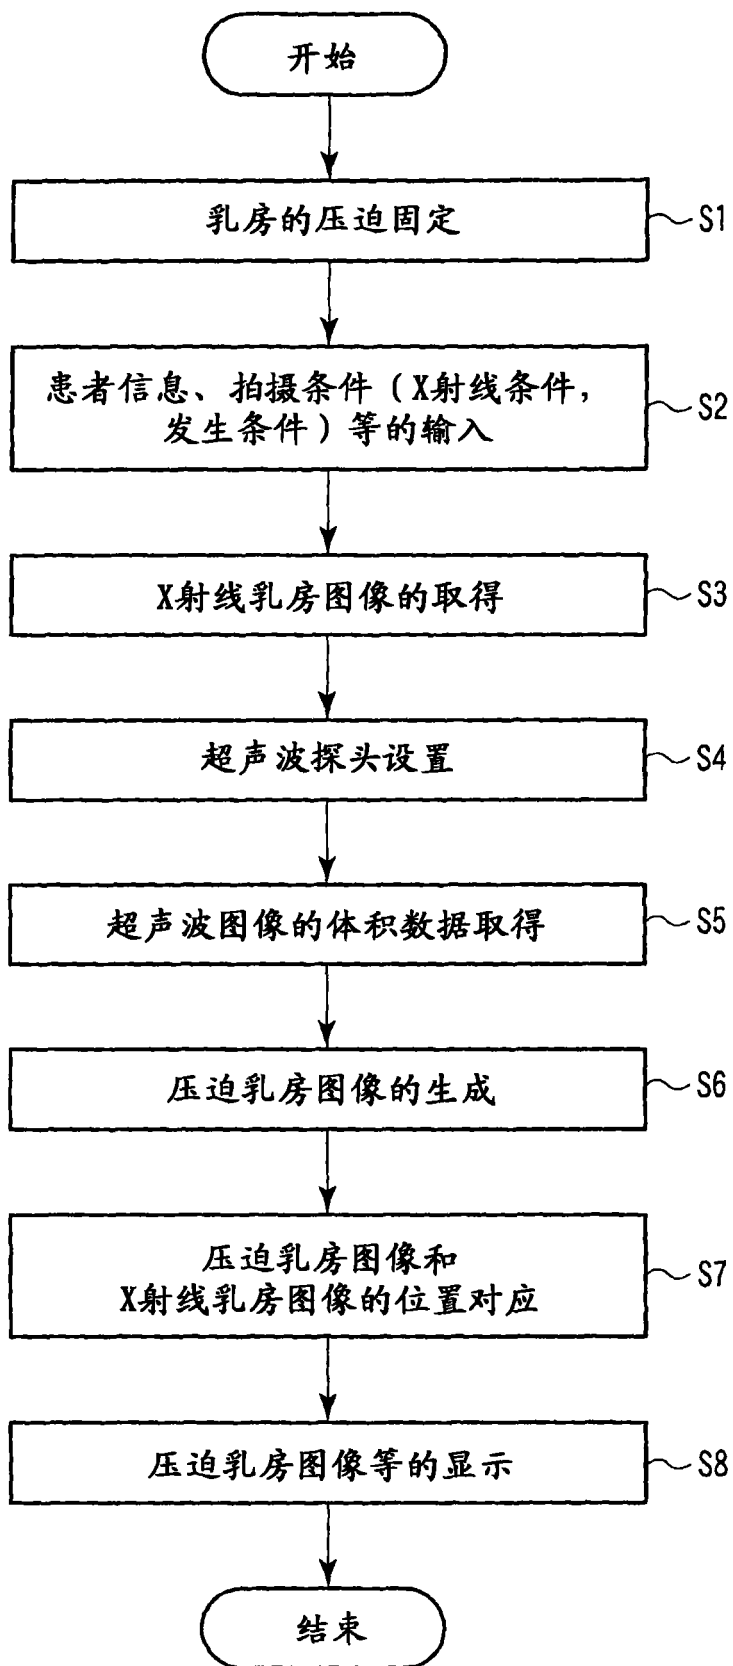 开始
乳房的压迫固定
S1
患者信息、拍摄条件（X射线条件，
发生条件）等的输入
S2
X射线乳房图像的取得
S3
超声波探头设置
S4
超声波图像的体积数据取得
S5
压迫乳房图像的生成
S6
压迫乳房图像和
X射线乳房图像的位置对应
S7
压迫乳房图像等的显示
S8
结束